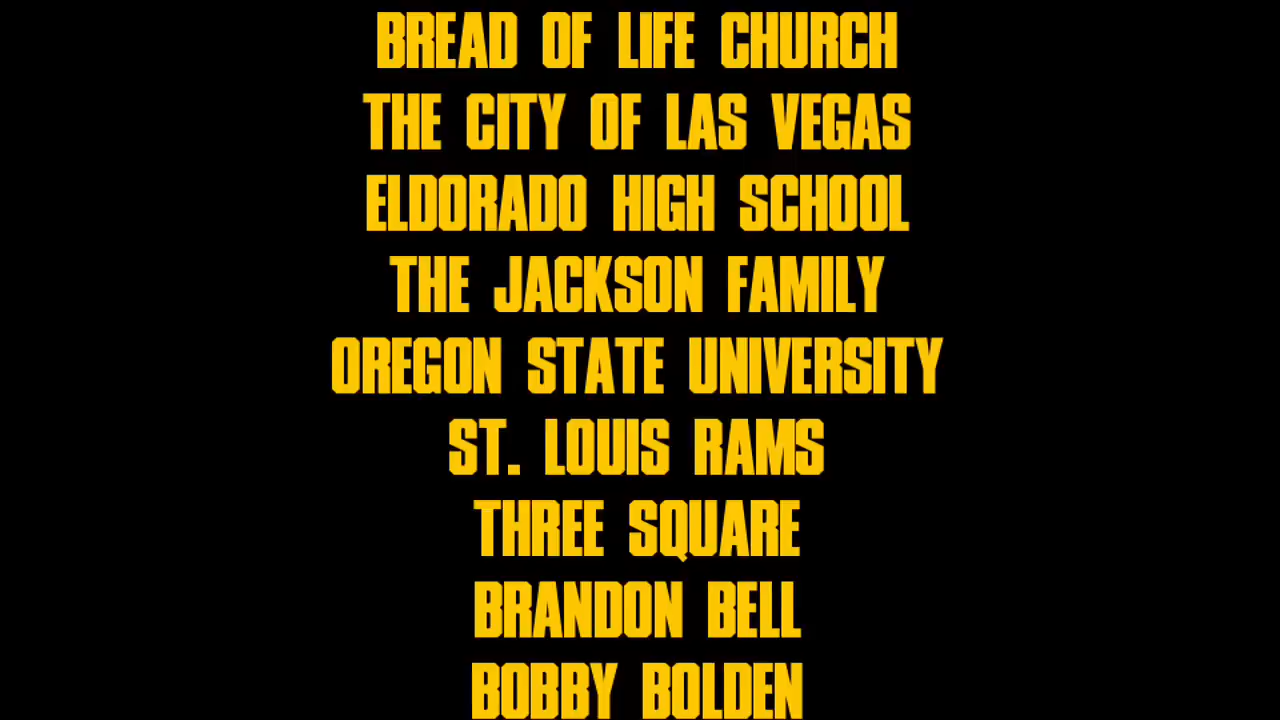 BREAD OF LIFE CHURCH
THE CITY OF LAS VEGAS
ELDORADO HIGH SCHOOL
THE JACKSON FAMILY
OREGON STATE UNIVERSITY
ST. LOUIS RAMS
THREE SQUARE
BRANDON BELL
BOBBY BOLDEN